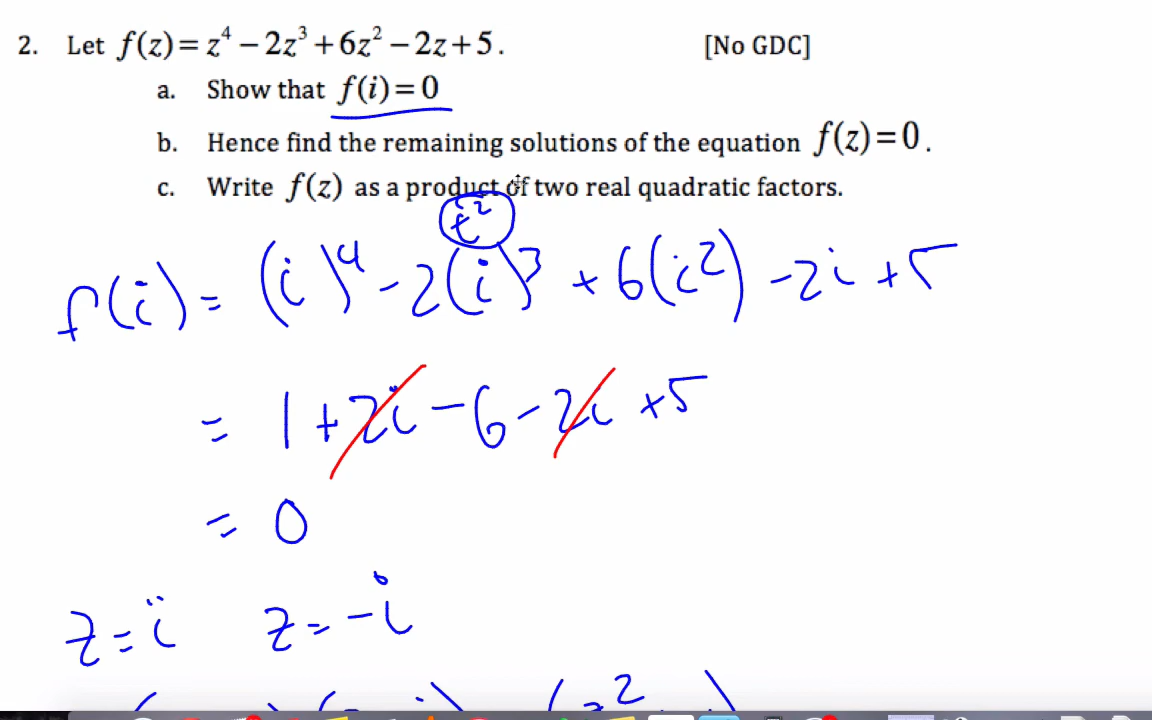 2. Let f(z) = z⁴ – 2z³ + 6z² – 2z + 5. [No GDC]
a. Show that f(i) = 0
b. Hence find the remaining solutions of the equation f(z) = 0.
c. Write f(z) as a product of two real quadratic factors.
i²
f(i) = (i)⁴ - 2(i)³ + 6(i²) - 2i + 5
= 1 + 2i - 6 - 2i + 5
= 0
z = i z = -i